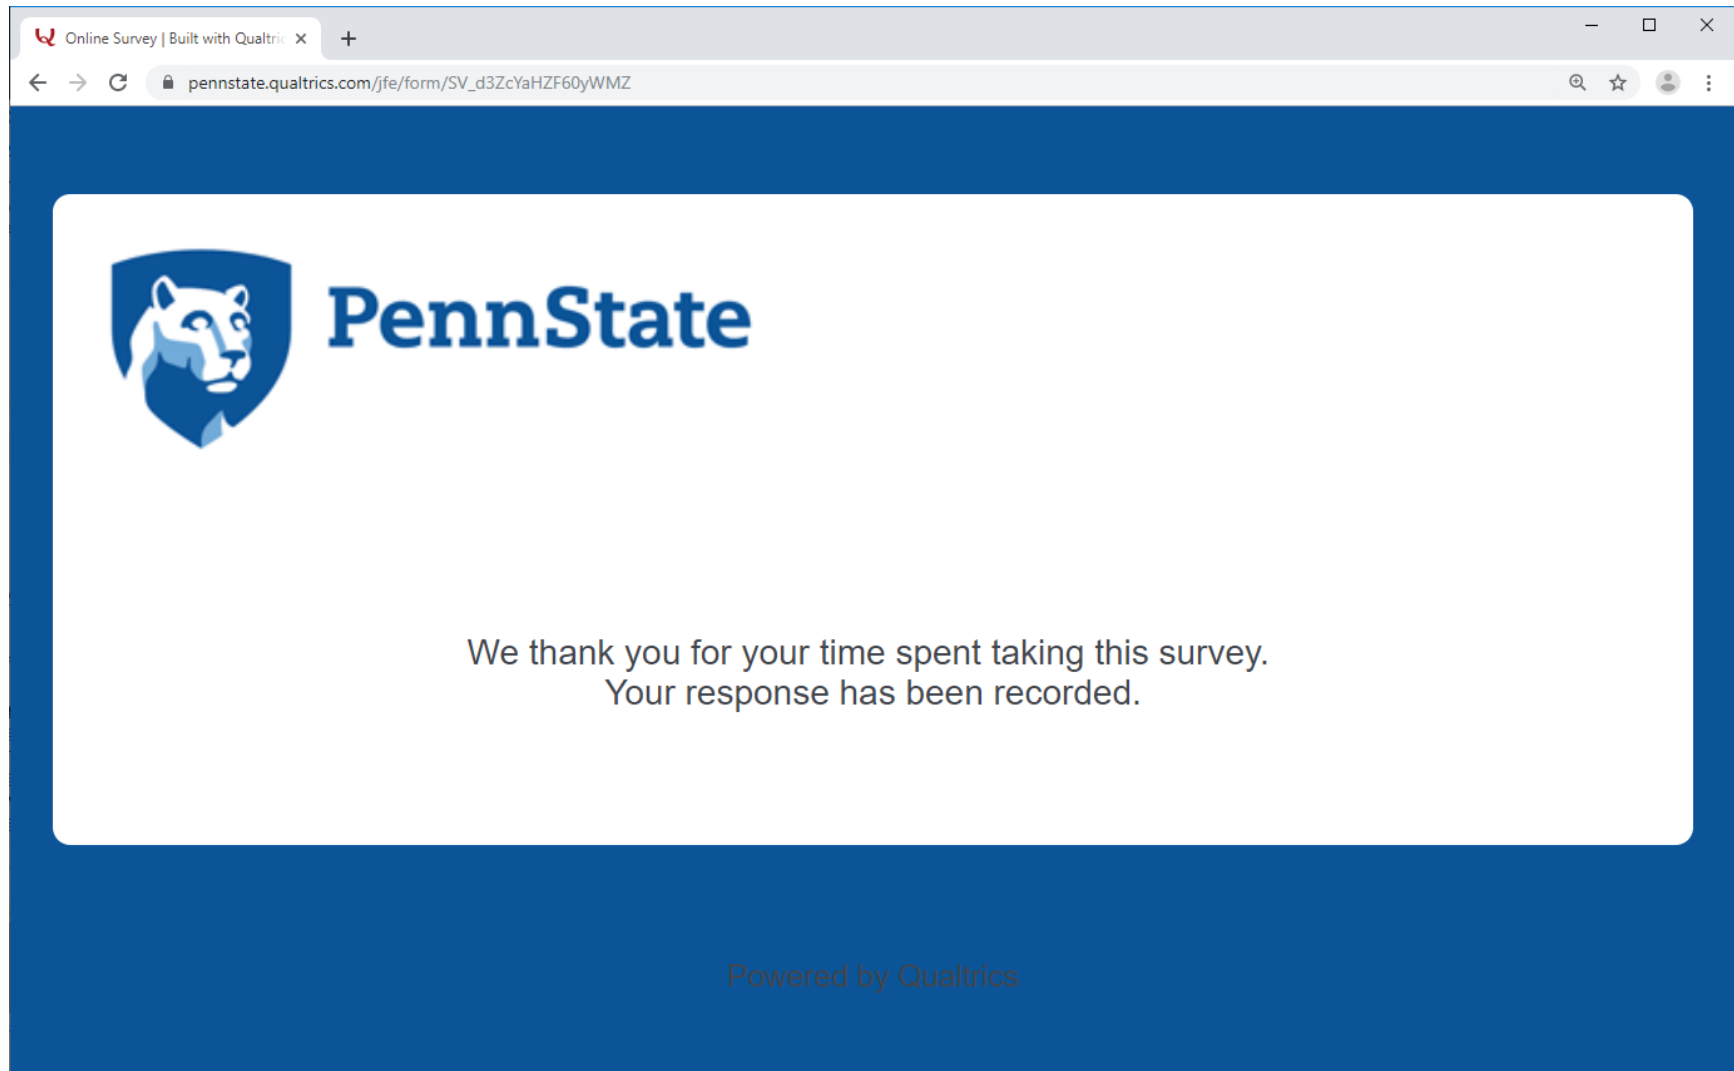 Online Survey | Built with Qualtric
pennstate.qualtrics.com/jfe/form/SV_d3ZcYaHZF60yWMZ
PennState
We thank you for your time spent taking this survey.
Your response has been recorded.
Powered by Qualtrics